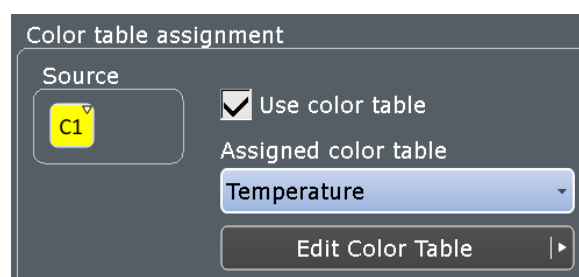 Color table assignment
Source
C1
Use color table
Assigned color table
Temperature
Edit Color Table